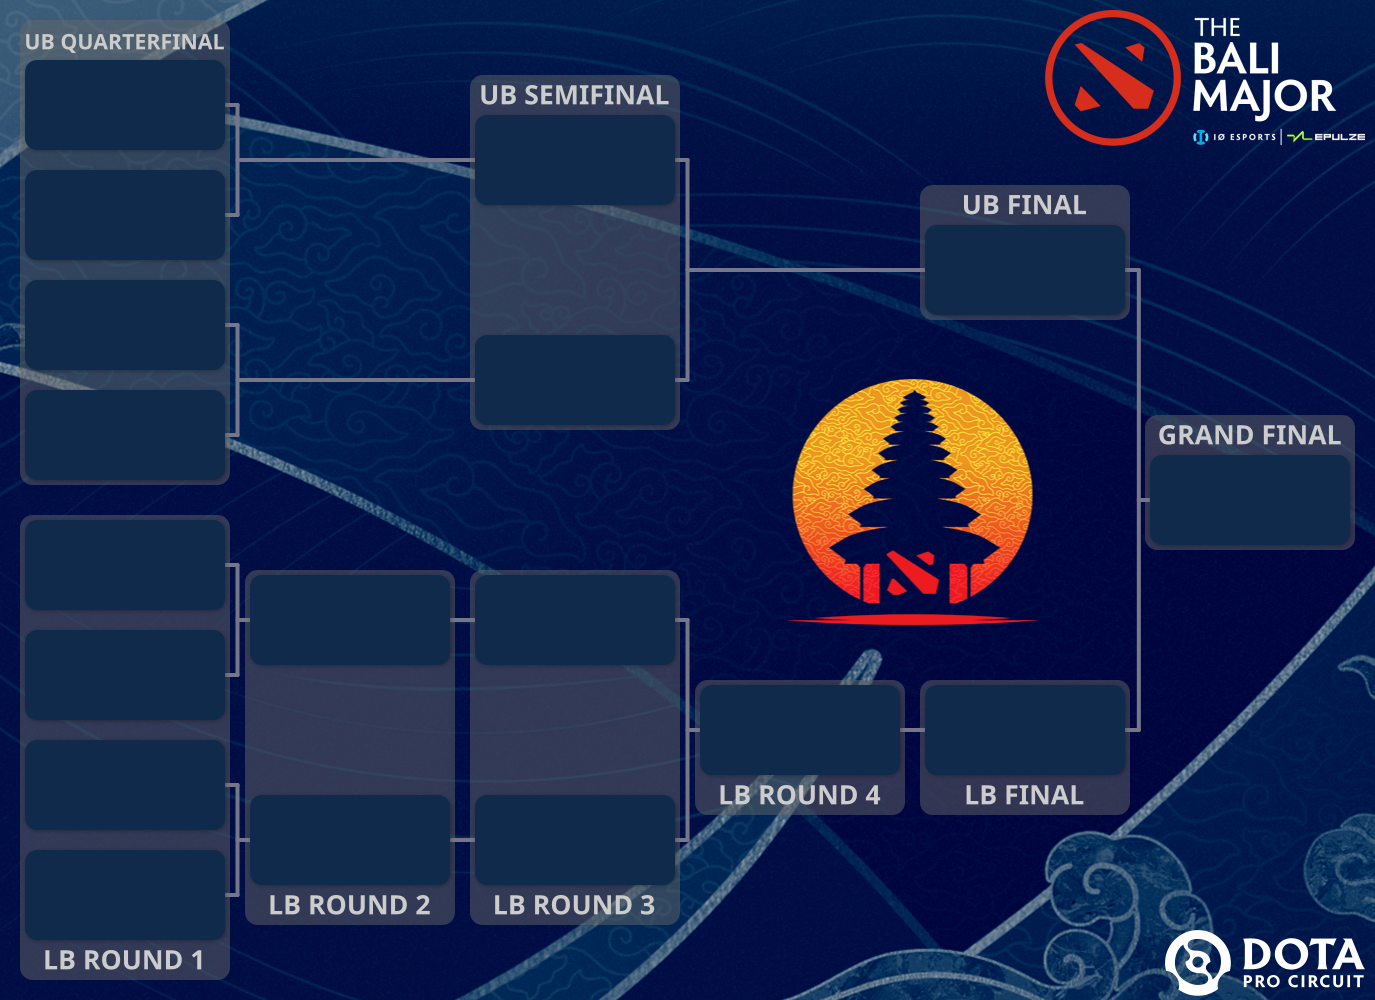 UB QUARTERFINAL
UB SEMIFINAL
THE
BALI
MAJOR
IØ ESPORTS | EPULZE
UB FINAL
GRAND FINAL
LB ROUND 4
LB FINAL
LB ROUND 2
LB ROUND 3
LB ROUND 1
DOTA
PRO CIRCUIT